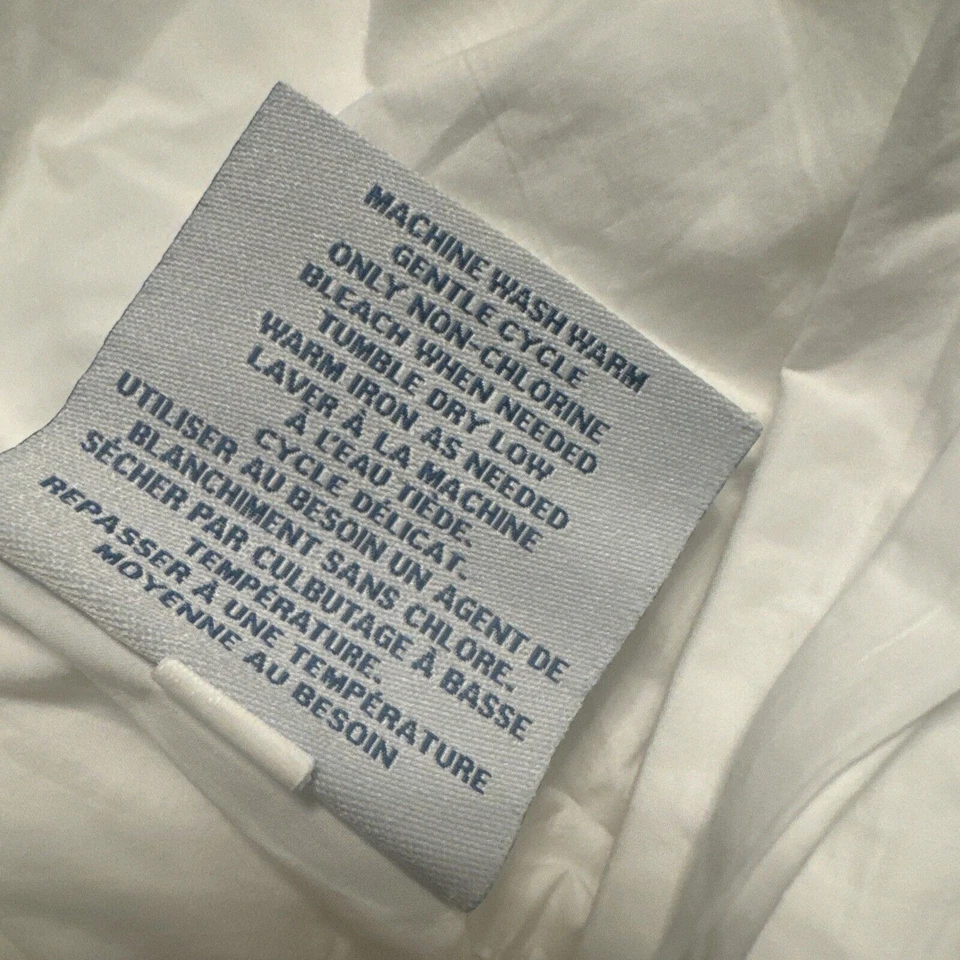 MACHINE WASH WARM
GENTLE CYCLE
ONLY NON-CHLORINE
BLEACH WHEN NEEDED
TUMBLE DRY LOW
WARM IRON AS NEEDED
LAVER À LA MACHINE
À L'EAU TIÈDE.
CYCLE DÉLICAT.
UTILISER AU BESOIN UN AGENT DE
BLANCHIMENT SANS CHLORE.
SÉCHER PAR CULBUTAGE À BASSE
TEMPÉRATURE.
REPASSER À UNE TEMPÉRATURE
MOYENNE AU BESOIN